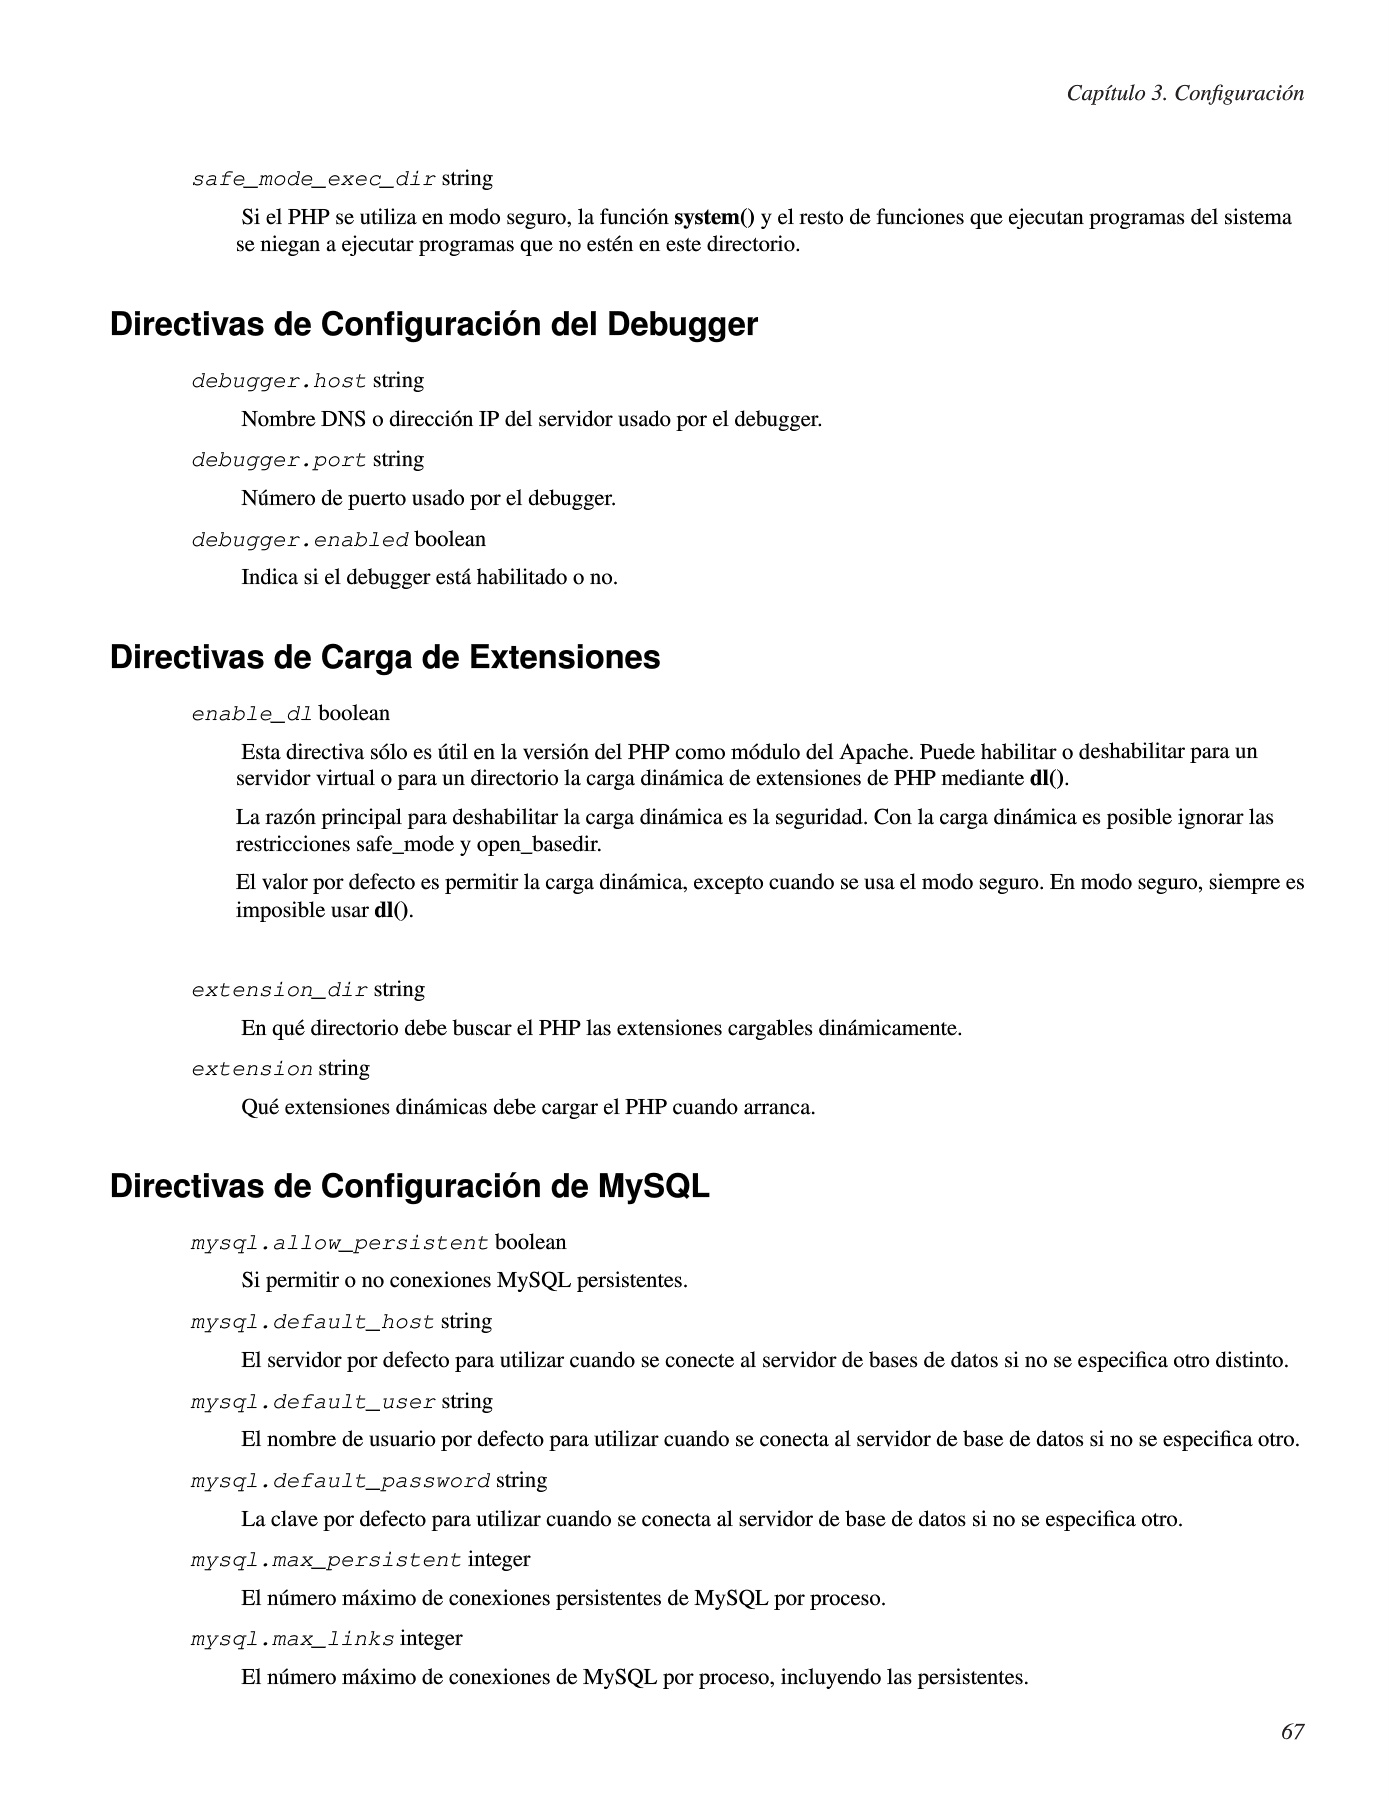 Capítulo 3. Configuración
safe_mode_exec_dir string
Si el PHP se utiliza en modo seguro, la función system() y el resto de funciones que ejecutan programas del sistema
se niegan a ejecutar programas que no estén en este directorio.
Directivas de Configuración del Debugger
debugger.host string
Nombre DNS o dirección IP del servidor usado por el debugger.
debugger.port string
Número de puerto usado por el debugger.
debugger.enabled boolean
Indica si el debugger está habilitado o no.
Directivas de Carga de Extensiones
enable_dl boolean
Esta directiva sólo es útil en la versión del PHP como módulo del Apache. Puede habilitar o deshabilitar para un
servidor virtual o para un directorio la carga dinámica de extensiones de PHP mediante dl().
La razón principal para deshabilitar la carga dinámica es la seguridad. Con la carga dinámica es posible ignorar las
restricciones safe_mode y open_basedir.
El valor por defecto es permitir la carga dinámica, excepto cuando se usa el modo seguro. En modo seguro, siempre es
imposible usar dl().
extension_dir string
En qué directorio debe buscar el PHP las extensiones cargables dinámicamente.
extension string
Qué extensiones dinámicas debe cargar el PHP cuando arranca.
Directivas de Configuración de MySQL
mysql.allow_persistent boolean
Si permitir o no conexiones MySQL persistentes.
mysql.default_host string
El servidor por defecto para utilizar cuando se conecte al servidor de bases de datos si no se especifica otro distinto.
mysql.default_user string
El nombre de usuario por defecto para utilizar cuando se conecta al servidor de base de datos si no se especifica otro.
mysql.default_password string
La clave por defecto para utilizar cuando se conecta al servidor de base de datos si no se especifica otro.
mysql.max_persistent integer
El número máximo de conexiones persistentes de MySQL por proceso.
mysql.max_links integer
El número máximo de conexiones de MySQL por proceso, incluyendo las persistentes.
67